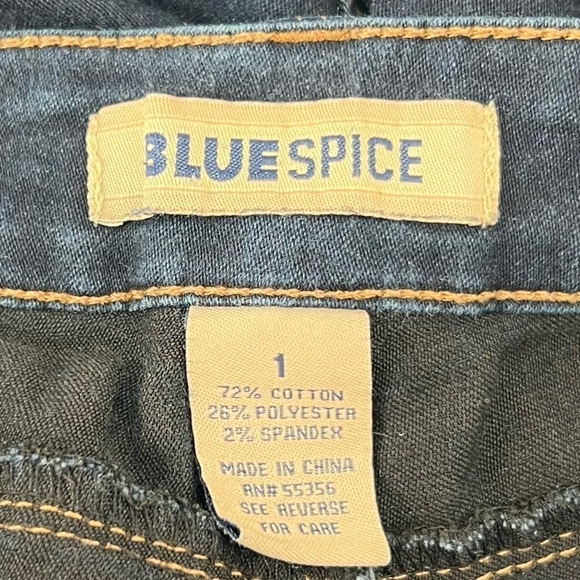 BLUESPICE
1
72% COTTON
26% POLYESTER
2% SPANDEX
MADE IN CHINA
RN# 55356
SEE REVERSE
FOR CARE